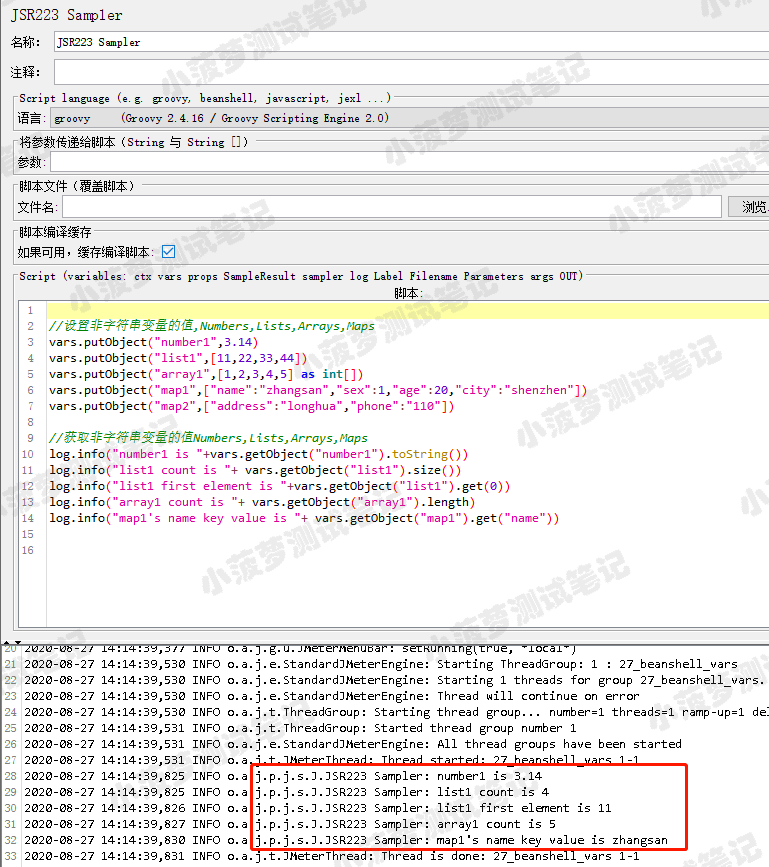 JSR223 Sampler
名称: JSR223 Sampler
注释:
Script language (e.g. groovy, beanshell, javascript, jexl ...)
语言: groovy (Groovy 2.4.16 / Groovy Scripting Engine 2.0)
将参数传递给脚本（String 与 String []）
参数:
脚本文件（覆盖脚本）
文件名: 浏览
脚本编译缓存
如果可用，缓存编译脚本:
Script (variables: ctx vars props SampleResult sampler log Label Filename Parameters args OUT)
脚本:
1
2 //设置非字符串变量的值,Numbers,Lists,Arrays,Maps
3 vars.putObject("number1",3.14)
4 vars.putObject("list1",[11,22,33,44])
5 vars.putObject("array1",[1,2,3,4,5] as int[])
6 vars.putObject("map1",["name":"zhangsan","sex":1,"age":20,"city":"shenzhen"])
7 vars.putObject("map2",["address":"longhua","phone":"110"])
8
9 //获取非字符串变量的值Numbers,Lists,Arrays,Maps
10 log.info("number1 is "+vars.getObject("number1").toString())
11 log.info("list1 count is "+ vars.getObject("list1").size())
12 log.info("list1 first element is "+vars.getObject("list1").get(0))
13 log.info("array1 count is "+ vars.getObject("array1").length)
14 log.info("map1's name key value is "+ vars.getObject("map1").get("name"))
15
16
20 2020-08-27 14:14:39,377 INFO o.a.j.g.u.JMeterMenuBar: setRunning(true, *local*)
21 2020-08-27 14:14:39,530 INFO o.a.j.e.StandardJMeterEngine: Starting ThreadGroup: 1 : 27_beanshell_vars
22 2020-08-27 14:14:39,530 INFO o.a.j.e.StandardJMeterEngine: Starting 1 threads for group 27_beanshell_vars.
23 2020-08-27 14:14:39,530 INFO o.a.j.e.StandardJMeterEngine: Thread will continue on error
24 2020-08-27 14:14:39,530 INFO o.a.j.t.ThreadGroup: Starting thread group... number=1 threads=1 ramp-up=1 del
25 2020-08-27 14:14:39,531 INFO o.a.j.t.ThreadGroup: Started thread group number 1
26 2020-08-27 14:14:39,531 INFO o.a.j.e.StandardJMeterEngine: All thread groups have been started
27 2020-08-27 14:14:39,531 INFO o.a.j.t.JMeterThread: Thread started: 27_beanshell_vars 1-1
28 2020-08-27 14:14:39,825 INFO o.a.j.p.j.s.J.JSR223 Sampler: number1 is 3.14
29 2020-08-27 14:14:39,825 INFO o.a.j.p.j.s.J.JSR223 Sampler: list1 count is 4
30 2020-08-27 14:14:39,826 INFO o.a.j.p.j.s.J.JSR223 Sampler: list1 first element is 11
31 2020-08-27 14:14:39,827 INFO o.a.j.p.j.s.J.JSR223 Sampler: array1 count is 5
32 2020-08-27 14:14:39,830 INFO o.a.j.p.j.s.J.JSR223 Sampler: map1's name key value is zhangsan
33 2020-08-27 14:14:39,831 INFO o.a.j.t.JMeterThread: Thread is done: 27_beanshell_vars 1-1
小菠萝测试笔记